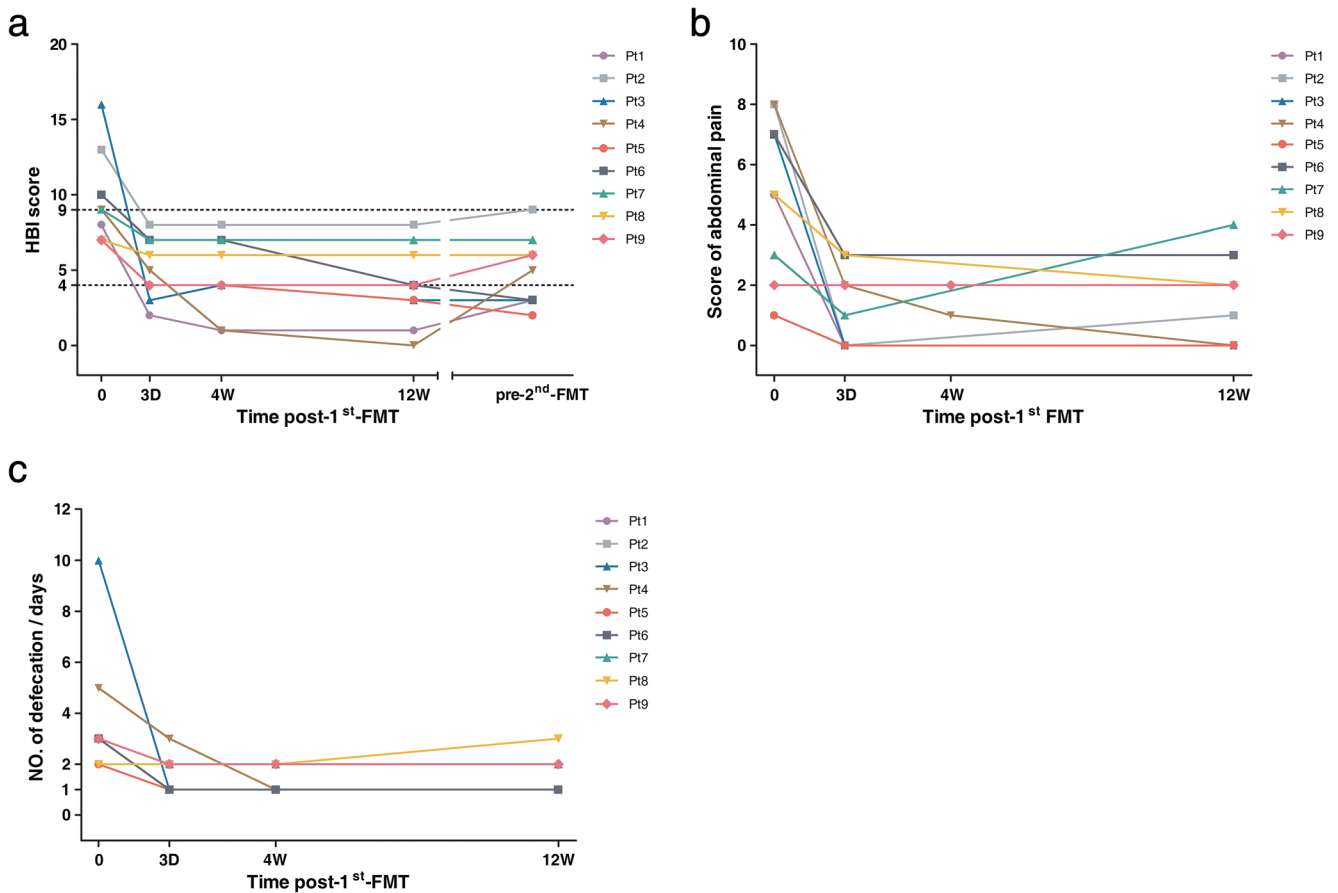 a
HBI score
20
15
10
9
5
4
0
0 3D 4W 12W pre-2nd-FMT
Time post-1st-FMT
Pt1
Pt2
Pt3
Pt4
Pt5
Pt6
Pt7
Pt8
Pt9
b
Score of abdominal pain
10
8
6
4
2
0
0 3D 4W 12W
Time post-1st FMT
Pt1
Pt2
Pt3
Pt4
Pt5
Pt6
Pt7
Pt8
Pt9
c
NO. of defecation / days
12
10
8
6
4
2
1
0
0 3D 4W 12W
Time post-1st-FMT
Pt1
Pt2
Pt3
Pt4
Pt5
Pt6
Pt7
Pt8
Pt9